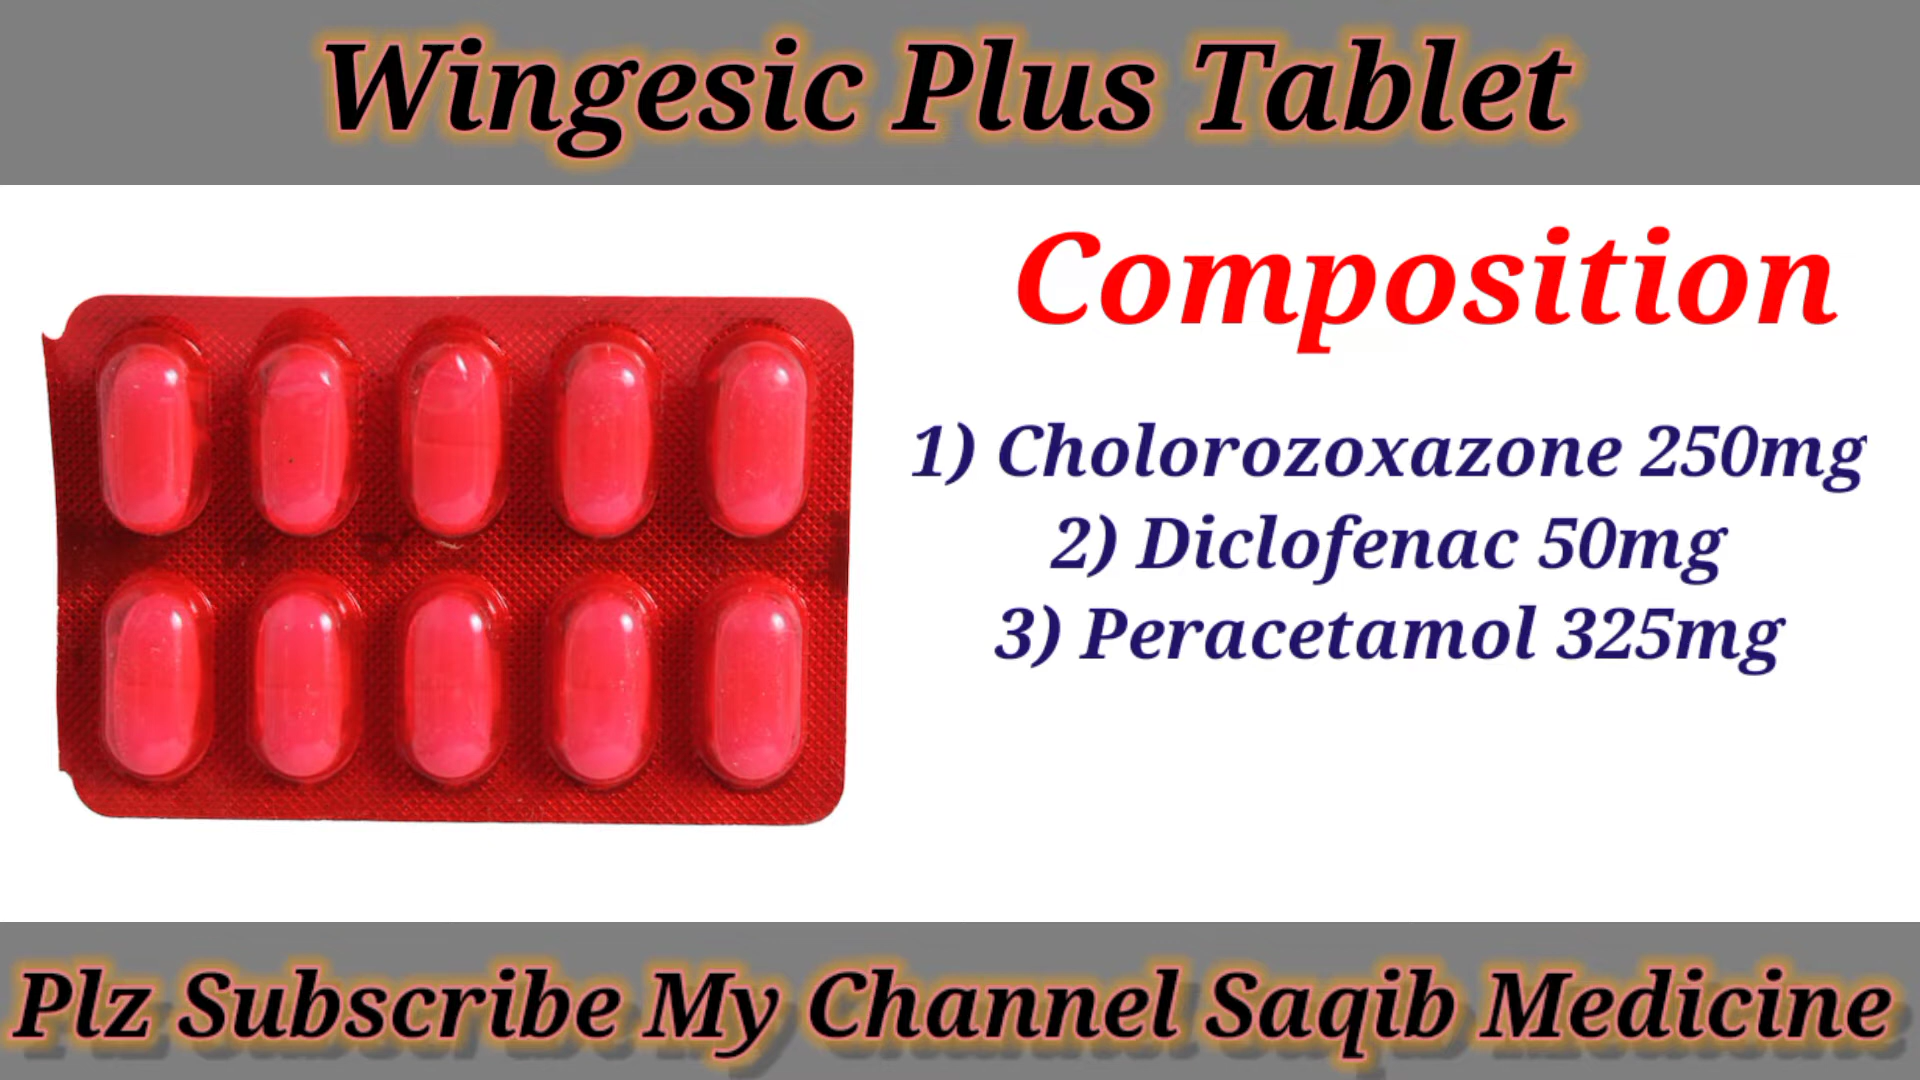 Wingesic Plus Tablet
Composition
1) Cholorozoxazone 250mg
2) Diclofenac 50mg
3) Peracetamol 325mg
Plz Subscribe My Channel Saqib Medicine